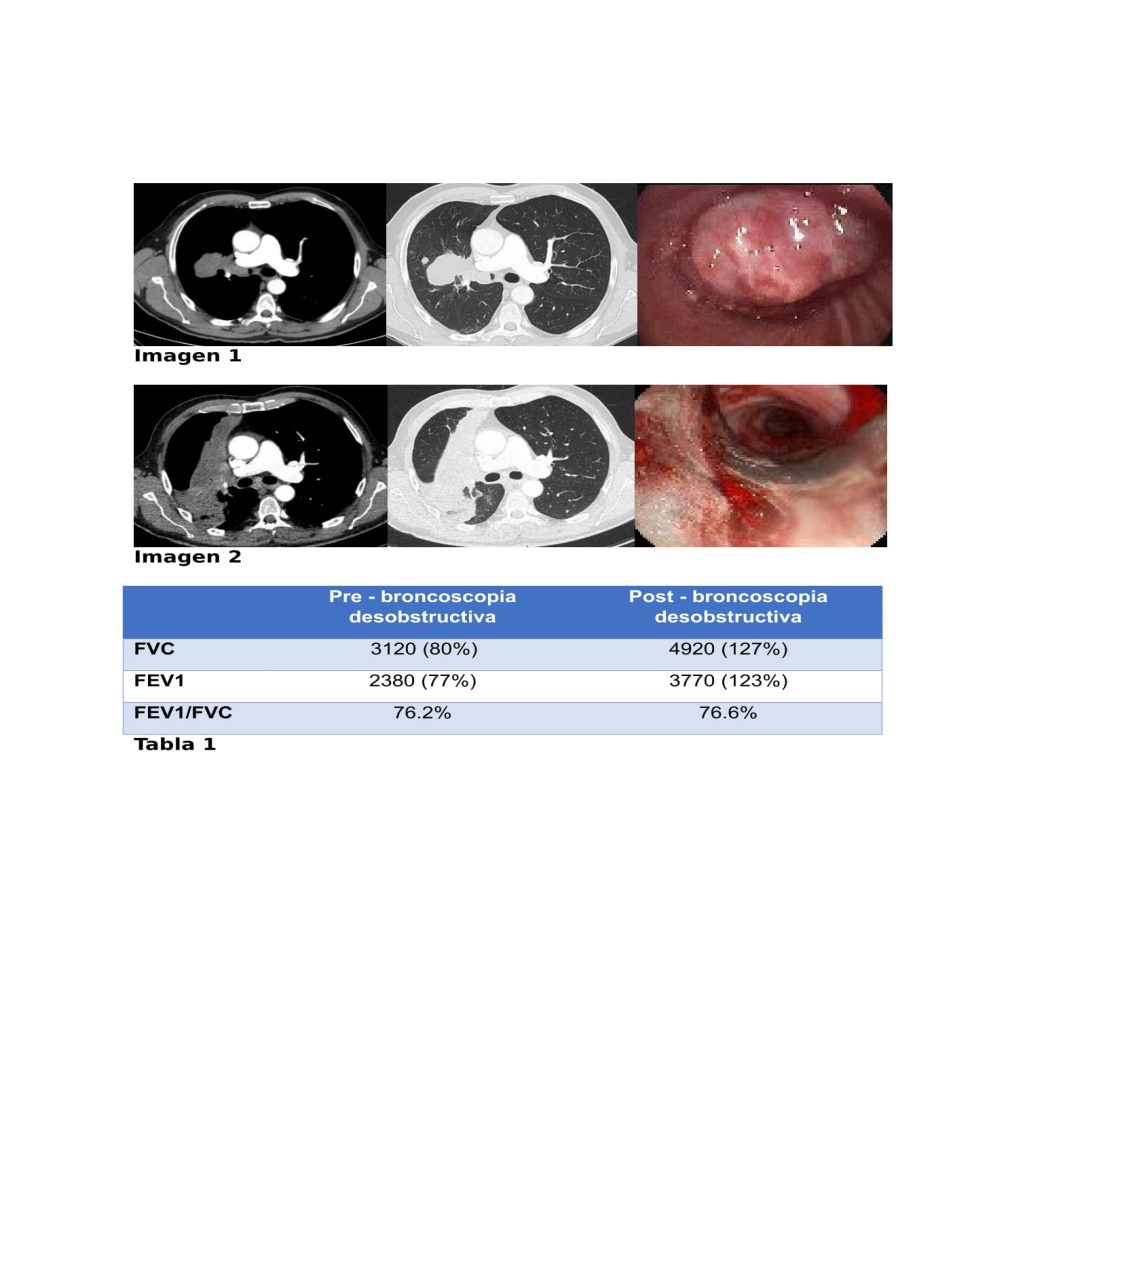 Imagen 1
Imagen 2
Pre - broncoscopia
desobstructiva
Post - broncoscopia
desobstructiva
FVC 3120 (80%) 4920 (127%)
FEV1 2380 (77%) 3770 (123%)
FEV1/FVC 76.2% 76.6%
Tabla 1